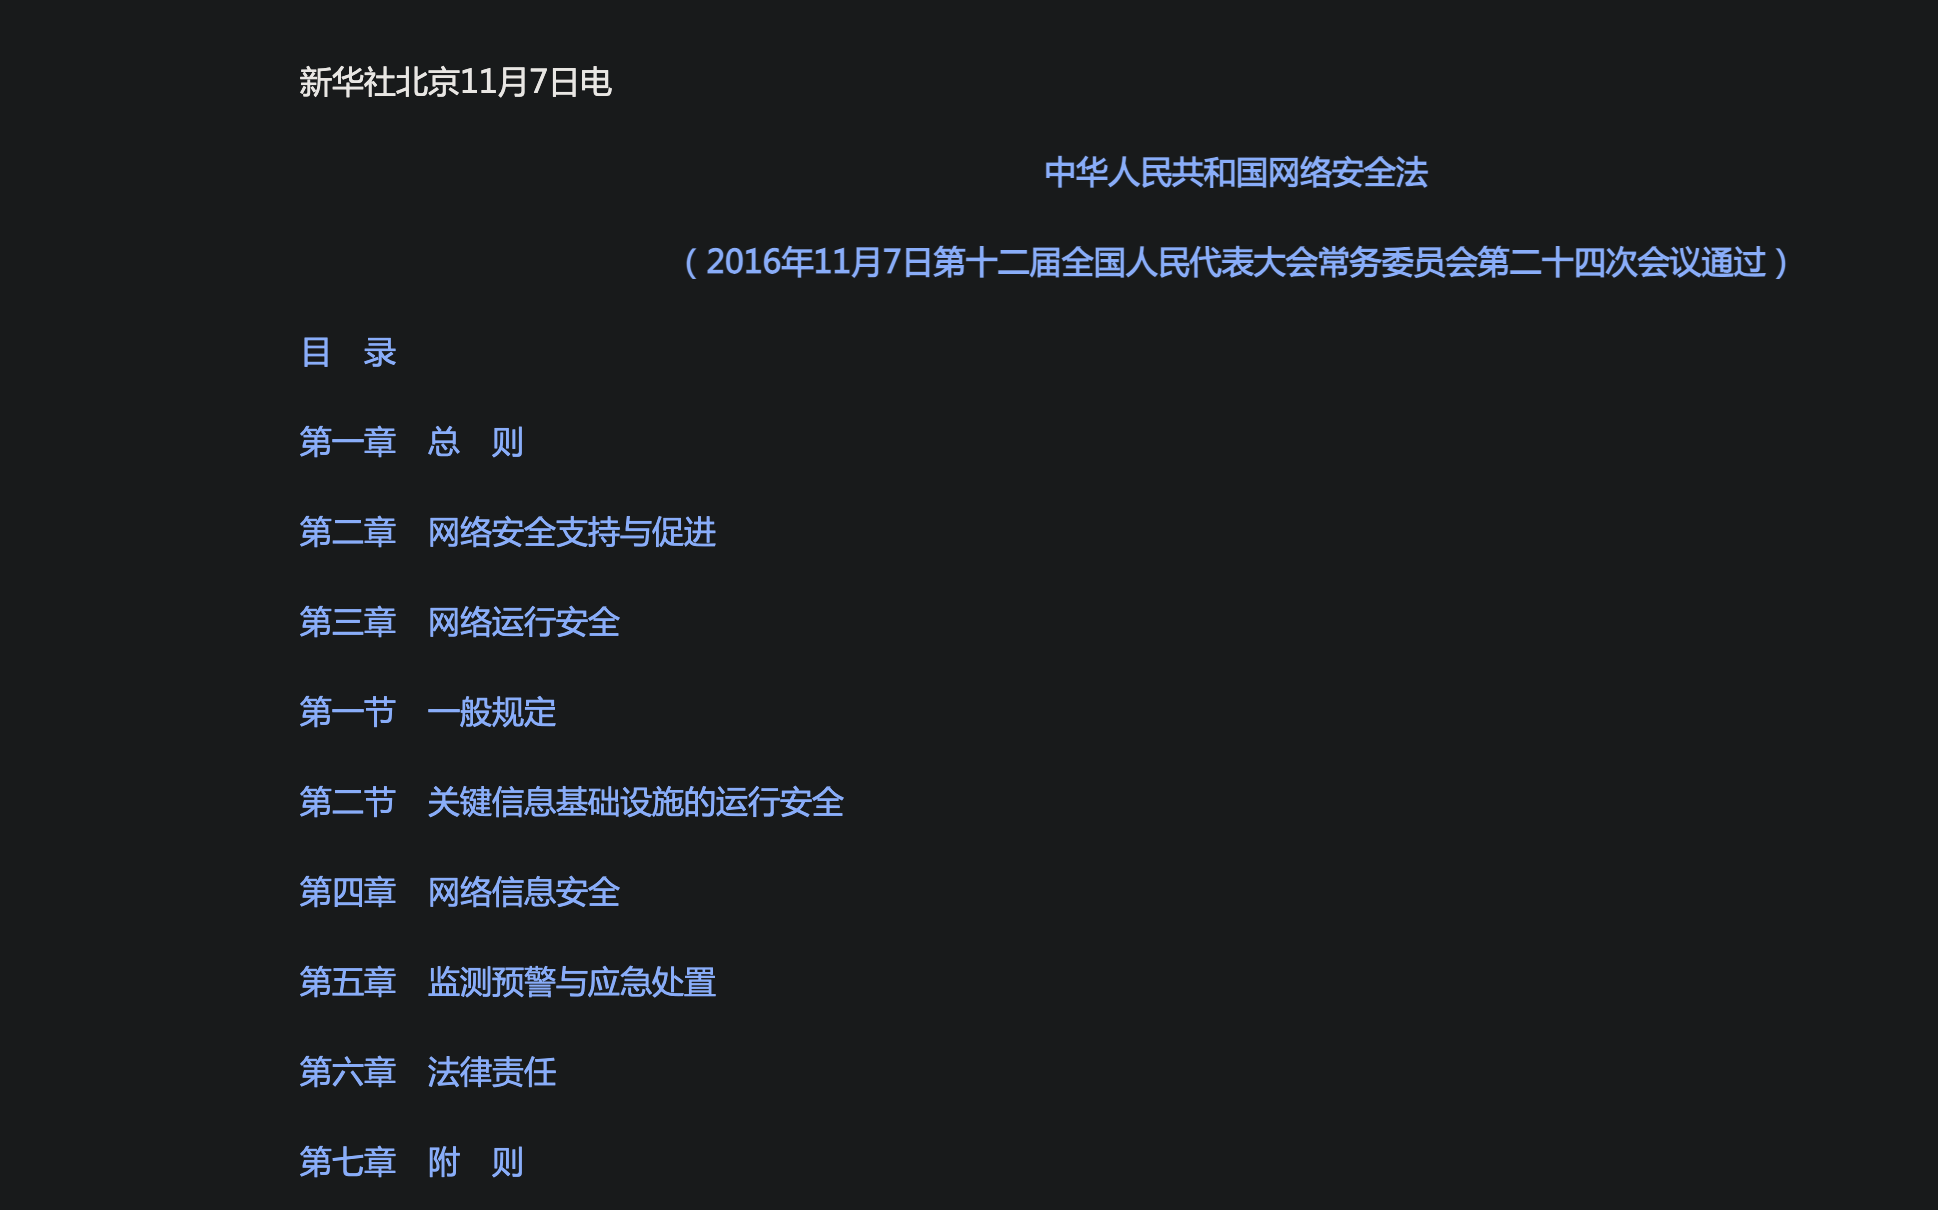 新华社北京11月7日电
中华人民共和国网络安全法
（2016年11月7日第十二届全国人民代表大会常务委员会第二十四次会议通过）
目　录
第一章　总　则
第二章　网络安全支持与促进
第三章　网络运行安全
第一节　一般规定
第二节　关键信息基础设施的运行安全
第四章　网络信息安全
第五章　监测预警与应急处置
第六章　法律责任
第七章　附　则